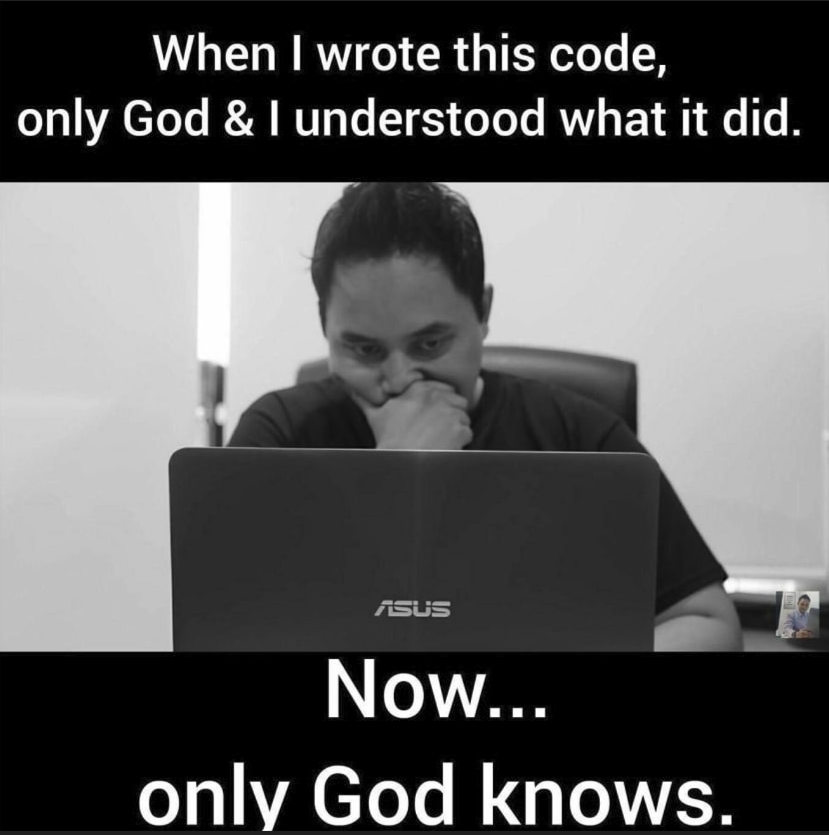 When I wrote this code,
only God & I understood what it did.
ASUS
Now...
only God knows.